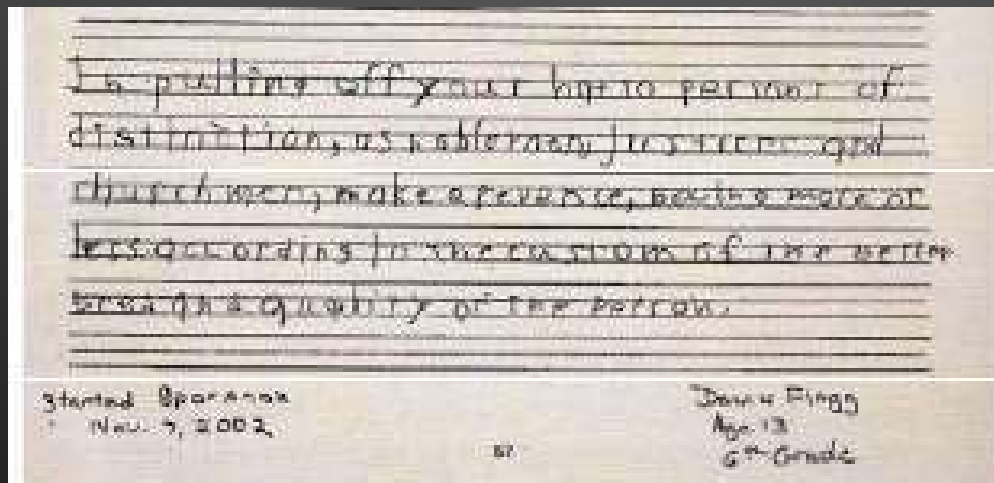 In pulling off your hat to persons of
distinction, as noblemen, justices and
churchmen, make a reverence, bowing more or
less according to the custom of the better
bred and quality of the person.
Started
Nov. 9, 2002
57
Age 13
6th Grade